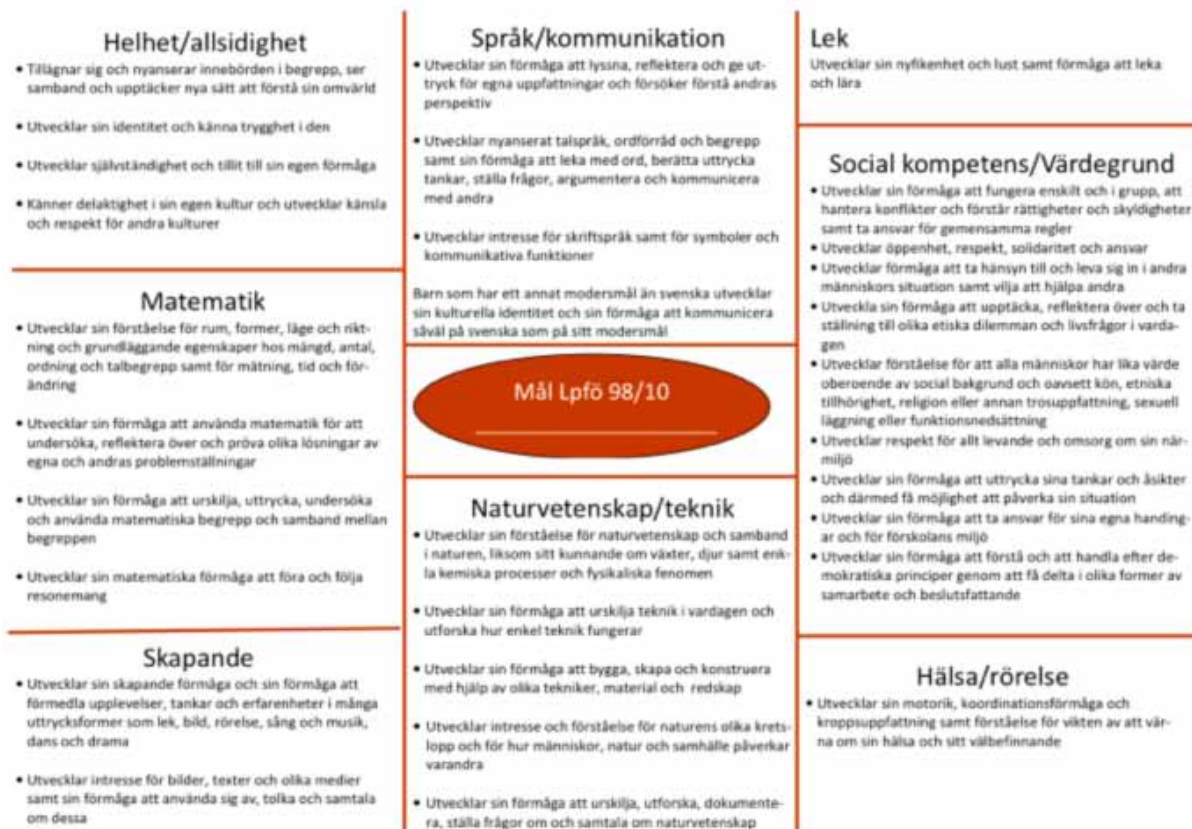 Helhet/allsidighet
• Tillägnar sig och nyanserar innebörden i begrepp, ser
samband och upptäcker nya sätt att förstå sin omvärld
• Utvecklar sin identitet och känna trygghet i den
• Utvecklar självständighet och tillit till sin egen förmåga
• Känner delaktighet i sin egen kultur och utvecklar känsla
och respekt för andra kulturer
Matematik
• Utvecklar sin förståelse för rum, former, läge och rikt-
ning och grundläggande egenskaper hos mängd, antal,
ordning och talbegrepp samt för mätning, tid och för-
ändring
• Utvecklar sin förmåga att använda matematik för att
undersöka, reflektera över och pröva olika lösningar av
egna och andras problemställningar
• Utvecklar sin förmåga att urskilja, uttrycka, undersöka
och använda matematiska begrepp och samband mellan
begreppen
• Utvecklar sin matematiska förmåga att föra och följa
resonemang
Skapande
• Utvecklar sin skapande förmåga och sin förmåga att
förmedla upplevelser, tankar och erfarenheter i många
uttrycksformer som lek, bild, rörelse, sång och musik,
dans och drama
• Utvecklar intresse för bilder, texter och olika medier
samt sin förmåga att använda sig av, tolka och samtala
om dessa
Språk/kommunikation
• Utvecklar sin förmåga att lyssna, reflektera och ge ut-
tryck för egna uppfattningar och försöker förstå andras
perspektiv
• Utvecklar nyanserat talspråk, ordförråd och begrepp
samt sin förmåga att leka med ord, berätta uttrycka
tankar, ställa frågor, argumentera och kommunicera
med andra
• Utvecklar intresse för skriftspråk samt för symboler och
kommunikativa funktioner
Barn som har ett annat modersmål än svenska utvecklar
sin kulturella identitet och sin förmåga att kommunicera
såväl på svenska som på sitt modersmål
Mål Lpfö 98/10
Naturvetenskap/teknik
• Utvecklar sin förståelse för naturvetenskap och samband
i naturen, liksom sitt kunnande om växter, djur samt enk-
la kemiska processer och fysikaliska fenomen
• Utvecklar sin förmåga att urskilja teknik i vardagen och
utforska hur enkel teknik fungerar
• Utvecklar sin förmåga att bygga, skapa och konstruera
med hjälp av olika tekniker, material och redskap
• Utvecklar intresse och förståelse för naturens olika krets-
lopp och för hur människor, natur och samhälle påverkar
varandra
• Utvecklar sin förmåga att urskilja, utforska, dokumente-
ra, ställa frågor om och samtala om naturvetenskap
Lek
Utvecklar sin nyfikenhet och lust samt förmåga att leka
och lära
Social kompetens/Värdegrund
• Utvecklar sin förmåga att fungera enskilt och i grupp, att
hantera konflikter och förstår rättigheter och skyldigheter
samt ta ansvar för gemensamma regler
• Utvecklar öppenhet, respekt, solidaritet och ansvar
• Utvecklar förmåga att ta hänsyn till och leva sig in i andra
människors situation samt vilja att hjälpa andra
• Utveckla sin förmåga att upptäcka, reflektera över och ta
ställning till olika etiska dilemman och livsfrågor i varda-
gen
• Utvecklar förståelse för att alla människor har lika värde
oberoende av social bakgrund och oavsett kön, etniska
tillhörighet, religion eller annan trosuppfattning, sexuell
läggning eller funktionsnedsättning
• Utvecklar respekt för allt levande och omsorg om sin när-
miljö
• Utvecklar sin förmåga att uttrycka sina tankar och åsikter
och därmed få möjlighet att påverka sin situation
• Utvecklar sin förmåga att ta ansvar för sina egna handing-
ar och för förskolans miljö
• Utvecklar sin förmåga att förstå och att handla efter de-
mokratiska principer genom att få delta i olika former av
samarbete och beslutsfattande
Hälsa/rörelse
• Utvecklar sin motorik, koordinationsförmåga och
kroppsuppfattning samt förståelse för vikten av att vär-
na om sin hälsa och sitt välbefinnande